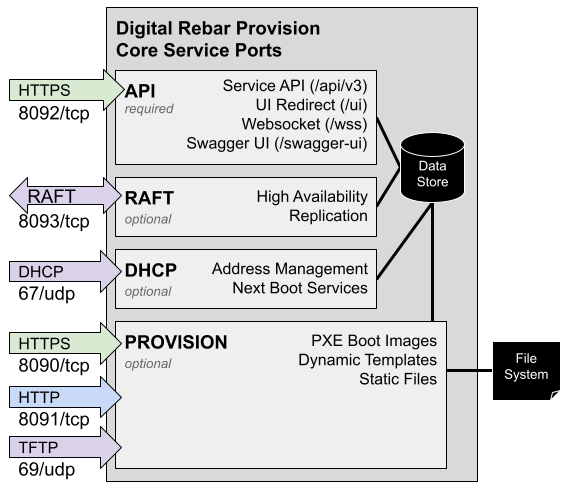 Digital Rebar Provision
Core Service Ports
HTTPS
8092/tcp
API
required
Service API (/api/v3)
UI Redirect (/ui)
Websocket (/wss)
Swagger UI (/swagger-ui)
Data
Store
RAFT
8093/tcp
RAFT
optional
High Availability
Replication
DHCP
67/udp
DHCP
optional
Address Management
Next Boot Services
HTTPS
8090/tcp
PROVISION
optional
PXE Boot Images
Dynamic Templates
Static Files
File
System
HTTP
8091/tcp
TFTP
69/udp